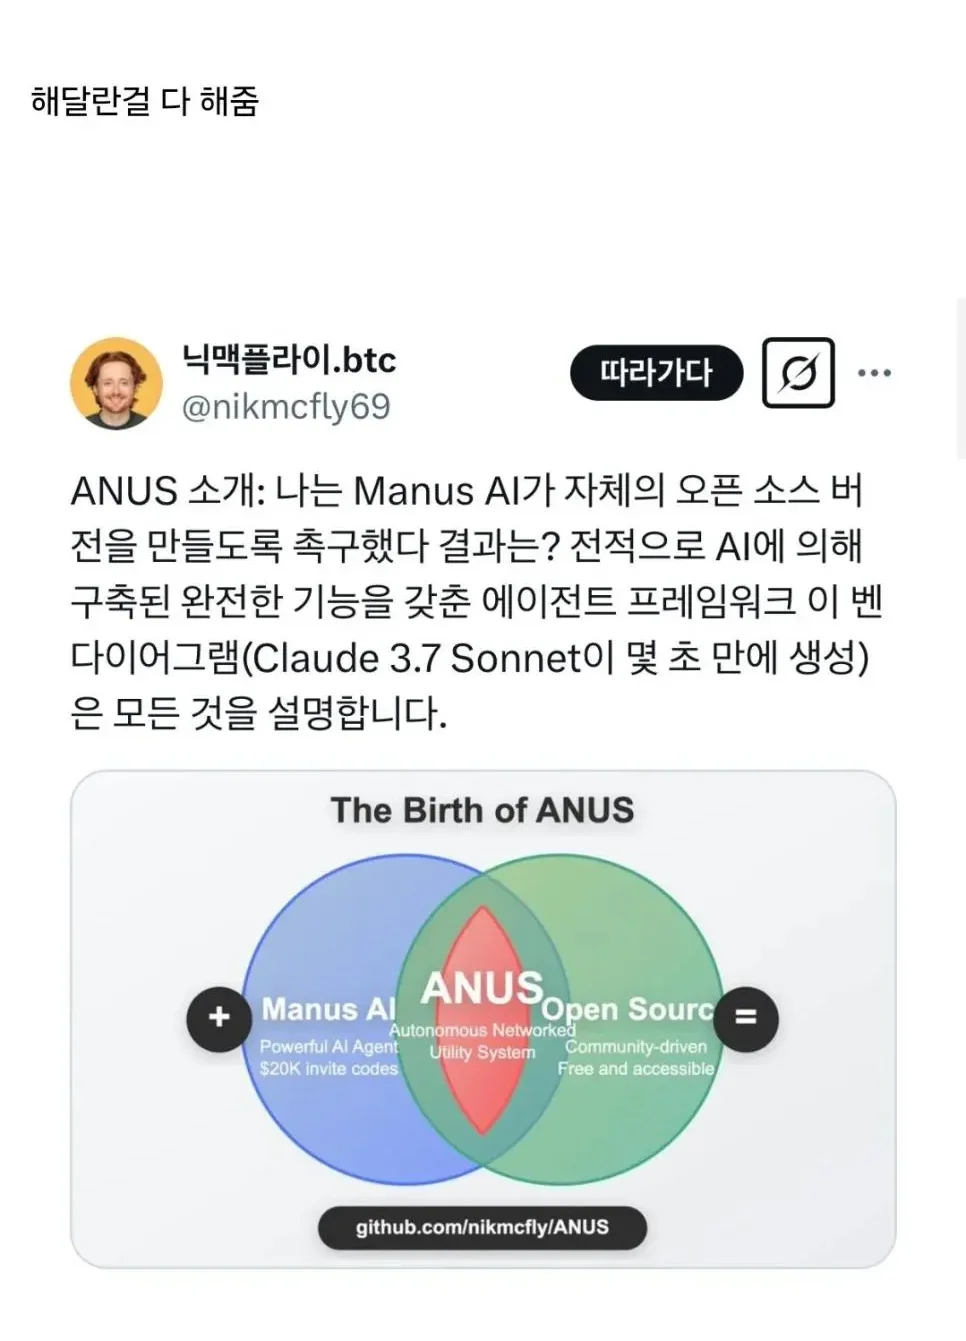 해달란걸 다 해줌
닉맥플라이.btc
@nikmcfly69
따라가다
ANUS 소개: 나는 Manus AI가 자체의 오픈 소스 버
전을 만들도록 촉구했다 결과는? 전적으로 AI에 의해
구축된 완전한 기능을 갖춘 에이전트 프레임워크 이 벤
다이어그램(Claude 3.7 Sonnet이 몇 초 만에 생성)
은 모든 것을 설명합니다.
The Birth of ANUS
+
Manus AI
Powerful AI Agent
$20K invite codes
ANUS
Autonomous Networked
Utility System
Open Sourc
Community-driven
Free and accessible
=
github.com/nikmcfly/ANUS